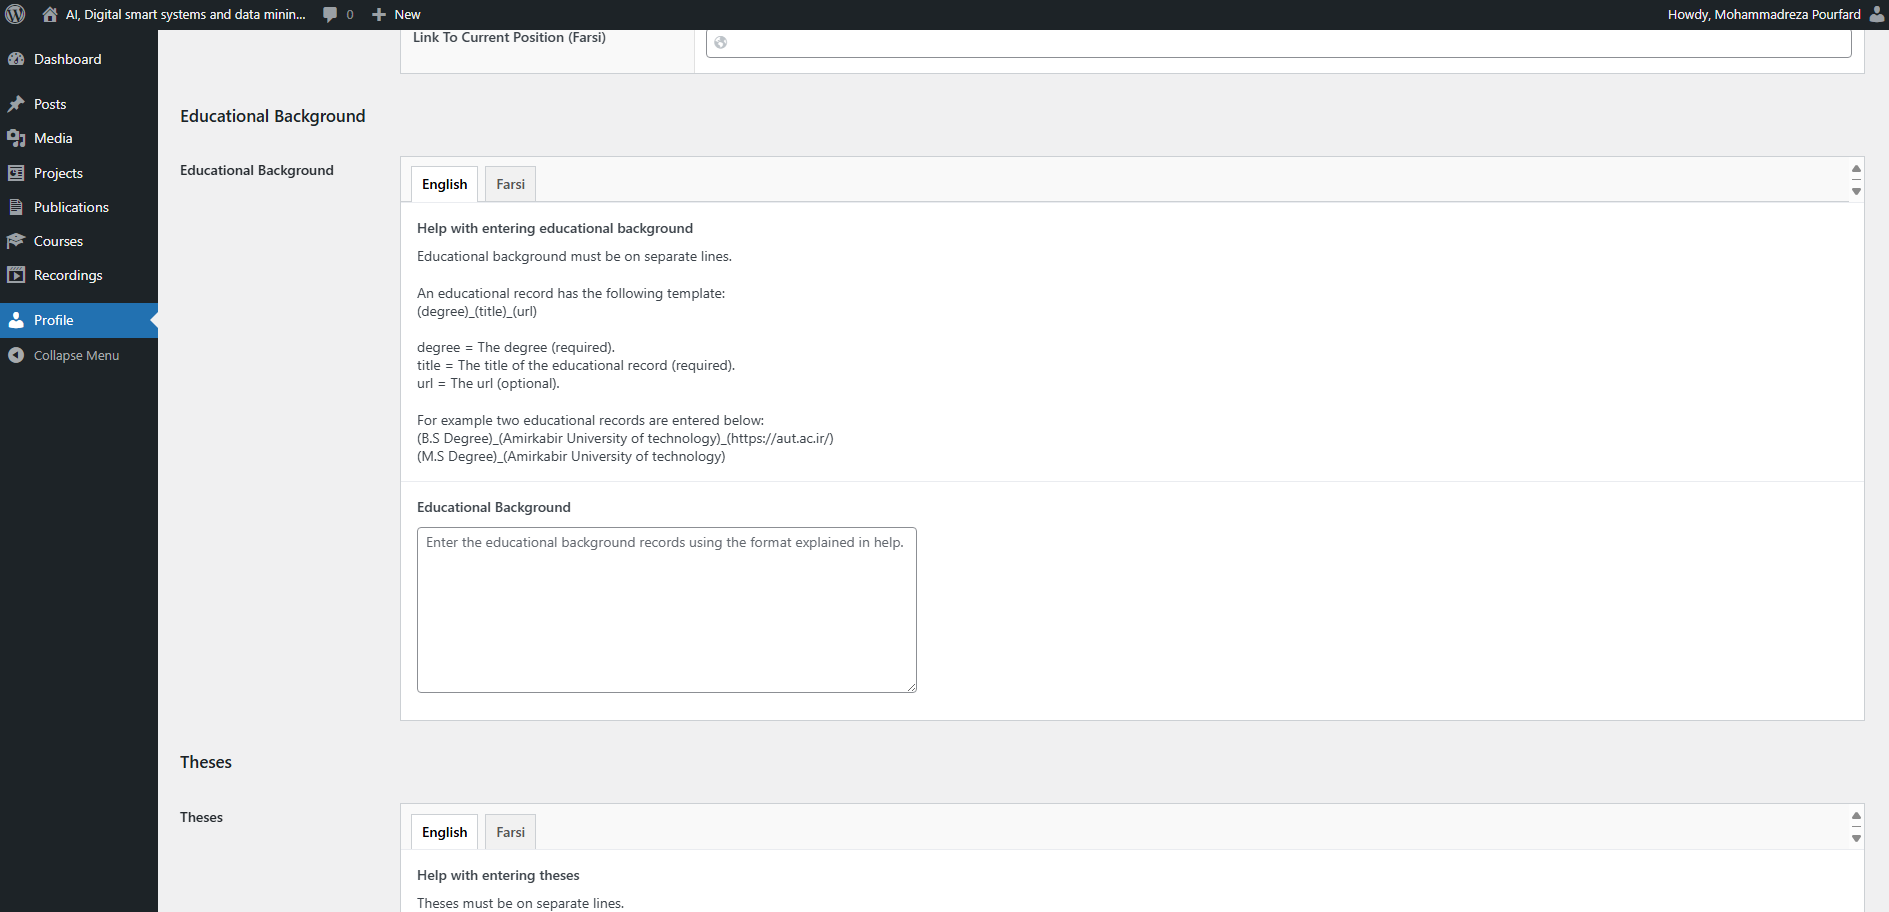 AI, Digital smart systems and data minin...
0
New
Howdy, Mohammadreza Pourfard
Dashboard
Posts
Media
Projects
Publications
Courses
Recordings
Profile
Collapse Menu
Link To Current Position (Farsi)
Educational Background
Educational Background
English
Farsi
Help with entering educational background
Educational background must be on separate lines.
An educational record has the following template:
(degree)_(title)_(url)
degree = The degree (required).
title = The title of the educational record (required).
url = The url (optional).
For example two educational records are entered below:
(B.S Degree)_(Amirkabir University of technology)_(https://aut.ac.ir/)
(M.S Degree)_(Amirkabir University of technology)
Educational Background
Enter the educational background records using the format explained in help.
Theses
Theses
English
Farsi
Help with entering theses
Theses must be on separate lines.